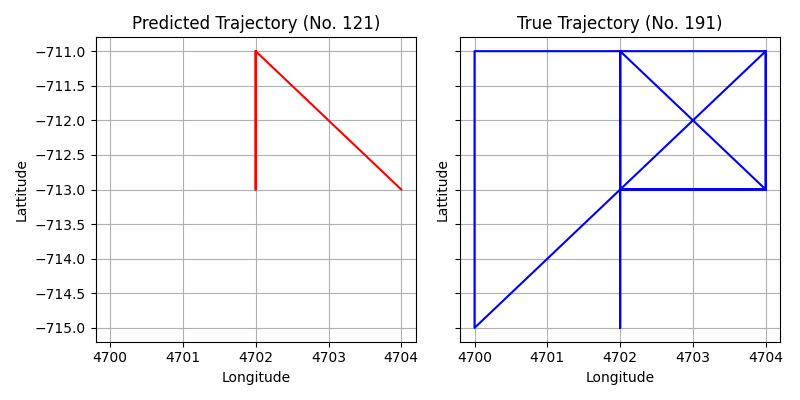 Predicted Trajectory (No. 121)
True Trajectory (No. 191)
−711.0
−711.5
−712.0
−712.5
−713.0
−713.5
−714.0
−714.5
−715.0
Lattitude
Lattitude
4700 4701 4702 4703 4704
4700 4701 4702 4703 4704
Longitude
Longitude